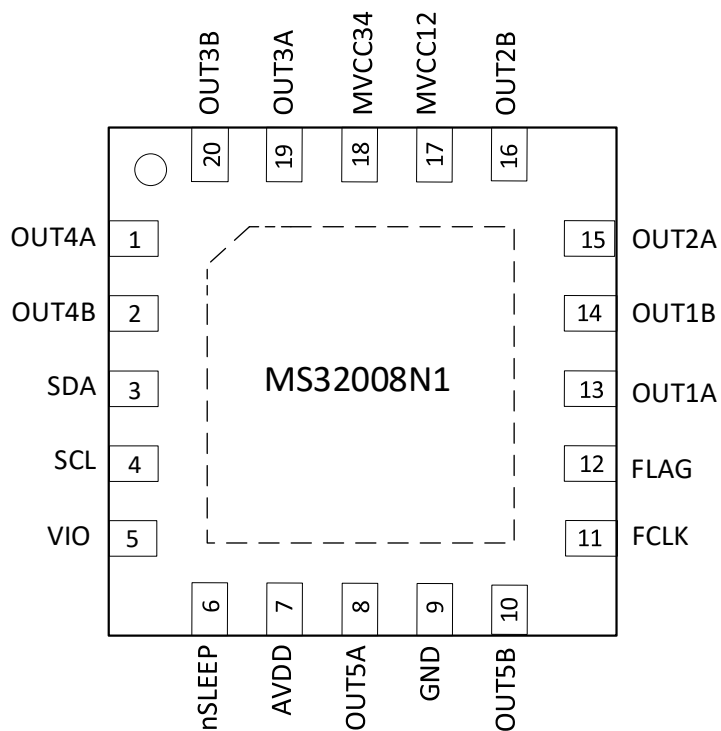 OUT3B
OUT3A
MVCC34
MVCC12
OUT2B
20
19
18
17
16
OUT4A 1
15 OUT2A
OUT4B 2
14 OUT1B
SDA 3
MS32008N1
13 OUT1A
SCL 4
12 FLAG
VIO 5
11 FCLK
6
7
8
9
10
nSLEEP
AVDD
OUT5A
GND
OUT5B